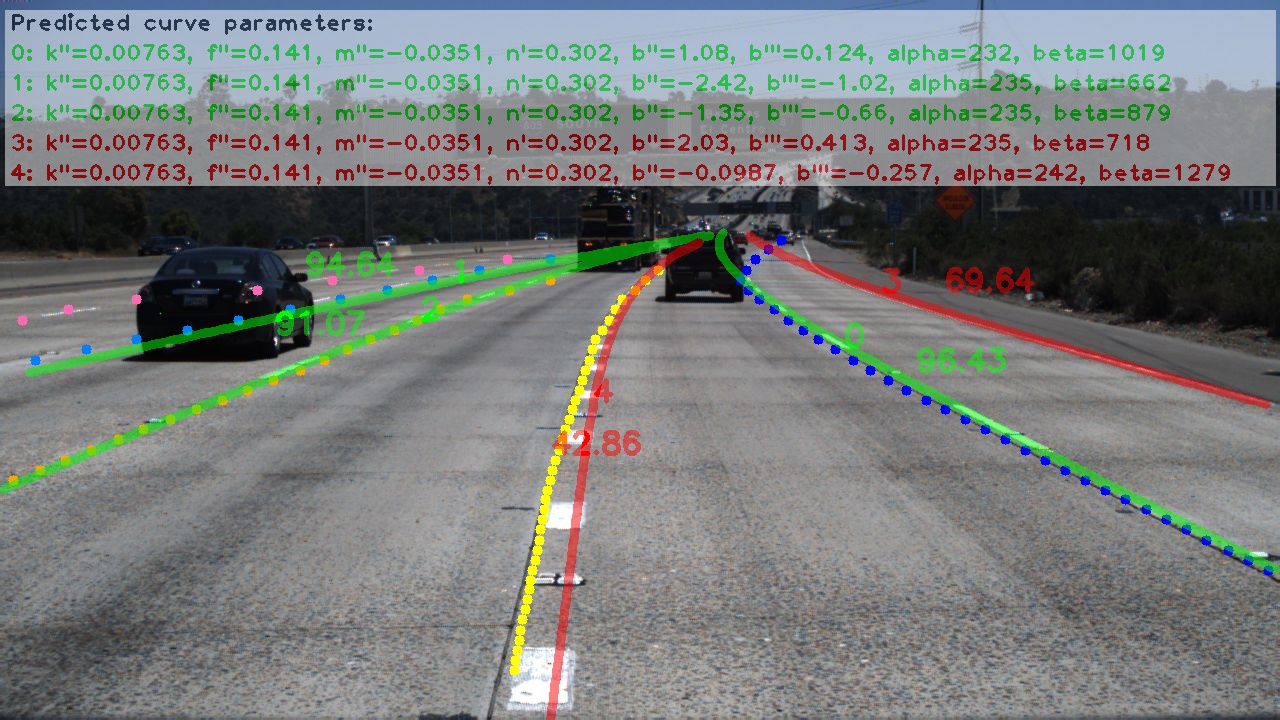 Predicted curve parameters:
0: k''=0.00763, f''=0.141, m''=-0.0351, n'=0.302, b''=1.08, b'''=0.124, alpha=232, beta=1019
1: k''=0.00763, f''=0.141, m''=-0.0351, n'=0.302, b''=-2.42, b'''=-1.02, alpha=235, beta=662
2: k''=0.00763, f''=0.141, m''=-0.0351, n'=0.302, b''=-1.35, b'''=-0.66, alpha=235, beta=879
3: k''=0.00763, f''=0.141, m''=-0.0351, n'=0.302, b''=2.03, b'''=0.413, alpha=235, beta=718
4: k''=0.00763, f''=0.141, m''=-0.0351, n'=0.302, b''=-0.0987, b'''=-0.257, alpha=242, beta=1279
El Centro
94.64 1
3 69.64
91.07 2
0 96.43
4
42.86